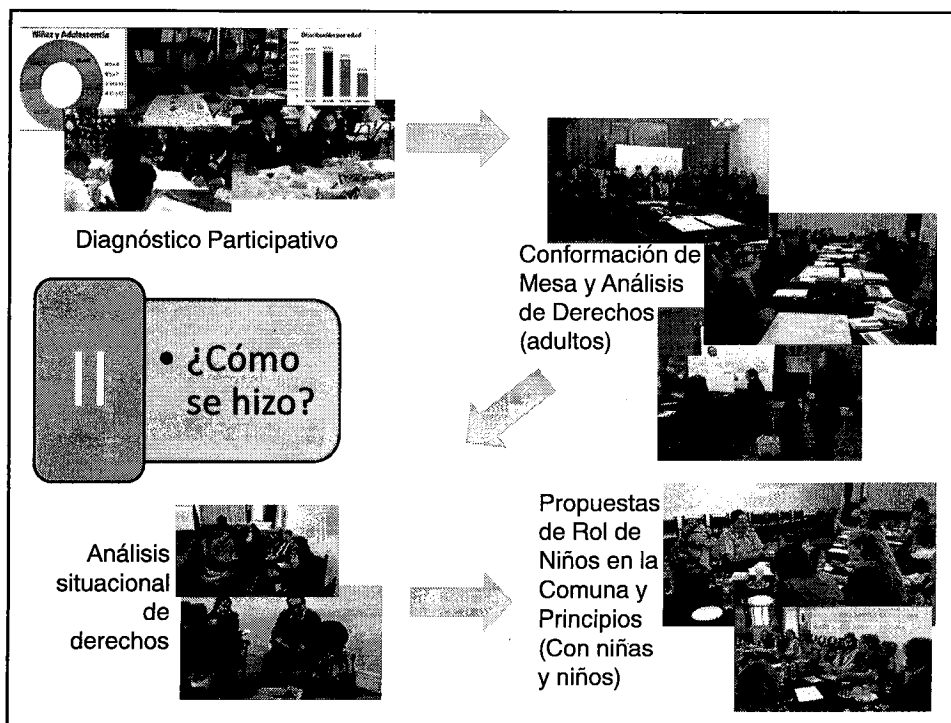 Niñez y Adolescencia
Distribución por edad
Diagnóstico Participativo
Conformación de
Mesa y Análisis
de Derechos
(adultos)
II
• ¿Cómo
se hizo?
Análisis
situacional
de
derechos
Propuestas
de Rol de
Niños en la
Comuna y
Principios
(Con niñas
y niños)